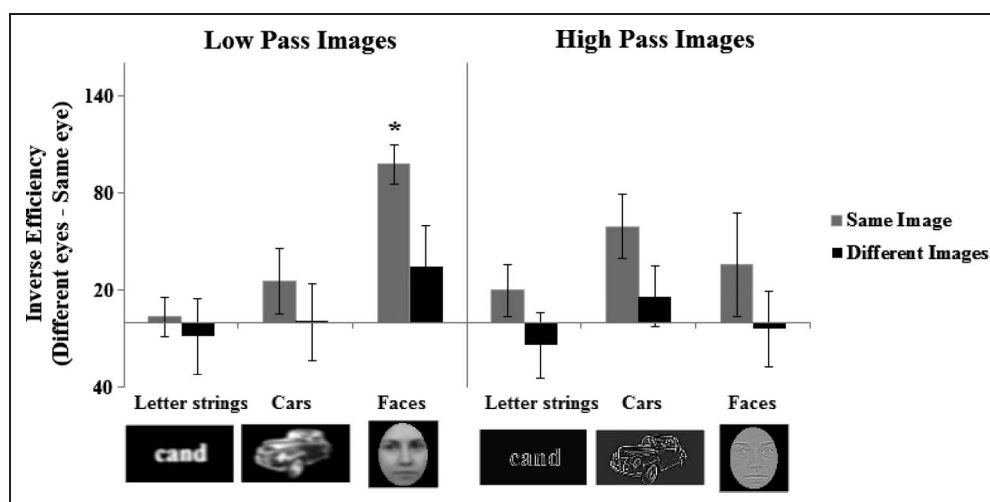 Low Pass Images
High Pass Images
Inverse Efficiency
(Different eyes - Same eye)
140
80
20
40
*
Same Image
Different Images
Letter strings
Cars
Faces
Letter strings
Cars
Faces
cand
cand